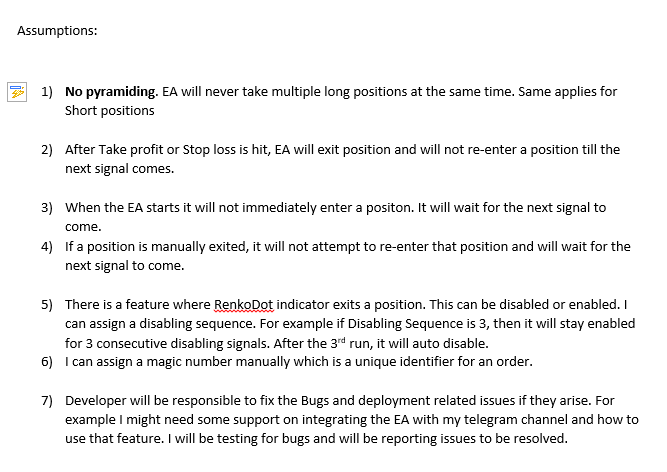 Assumptions:
1) No pyramiding. EA will never take multiple long positions at the same time. Same applies for
Short positions
2) After Take profit or Stop loss is hit, EA will exit position and will not re-enter a position till the
next signal comes.
3) When the EA starts it will not immediately enter a positon. It will wait for the next signal to
come.
4) If a position is manually exited, it will not attempt to re-enter that position and will wait for the
next signal to come.
5) There is a feature where RenkoDot indicator exits a position. This can be disabled or enabled. I
can assign a disabling sequence. For example if Disabling Sequence is 3, then it will stay enabled
for 3 consecutive disabling signals. After the 3rd run, it will auto disable.
6) I can assign a magic number manually which is a unique identifier for an order.
7) Developer will be responsible to fix the Bugs and deployment related issues if they arise. For
example I might need some support on integrating the EA with my telegram channel and how to
use that feature. I will be testing for bugs and will be reporting issues to be resolved.